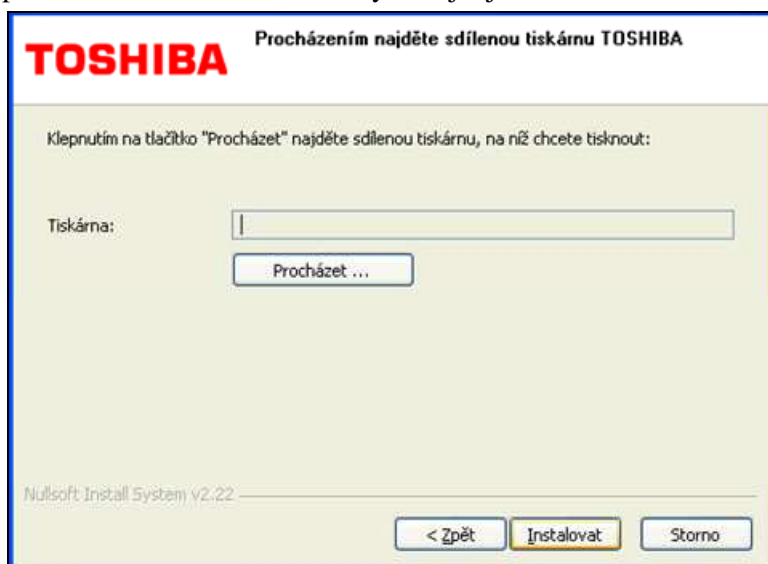 TOSHIBA
Procházením najděte sdílenou tiskárnu TOSHIBA
Klepnutím na tlačítko "Procházet" najděte sdílenou tiskárnu, na níž chcete tisknout:
Tiskárna:
Procházet ...
Nullsoft Install System v2.22
< Zpět
Instalovat
Storno